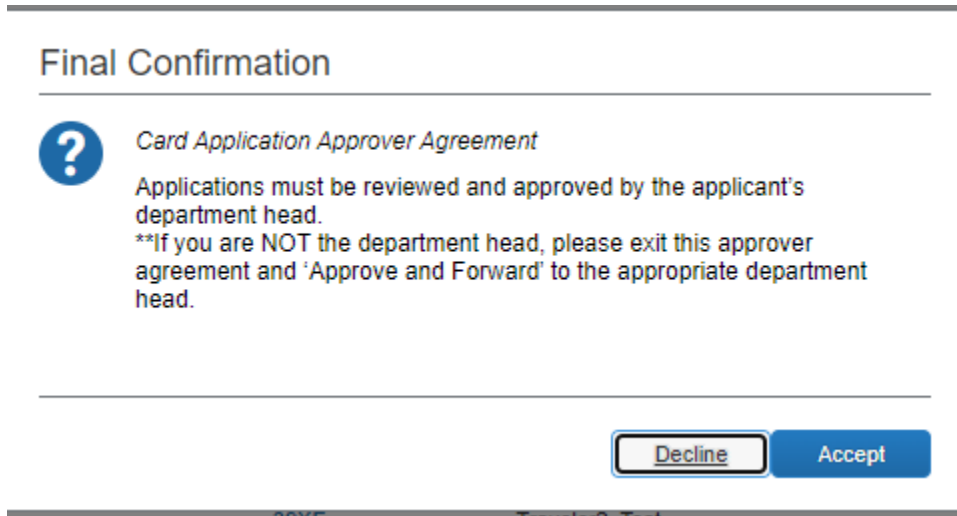 Final Confirmation
?
Card Application Approver Agreement
Applications must be reviewed and approved by the applicant's
department head.
**If you are NOT the department head, please exit this approver
agreement and ‘Approve and Forward’ to the appropriate department
head.
Decline
Accept